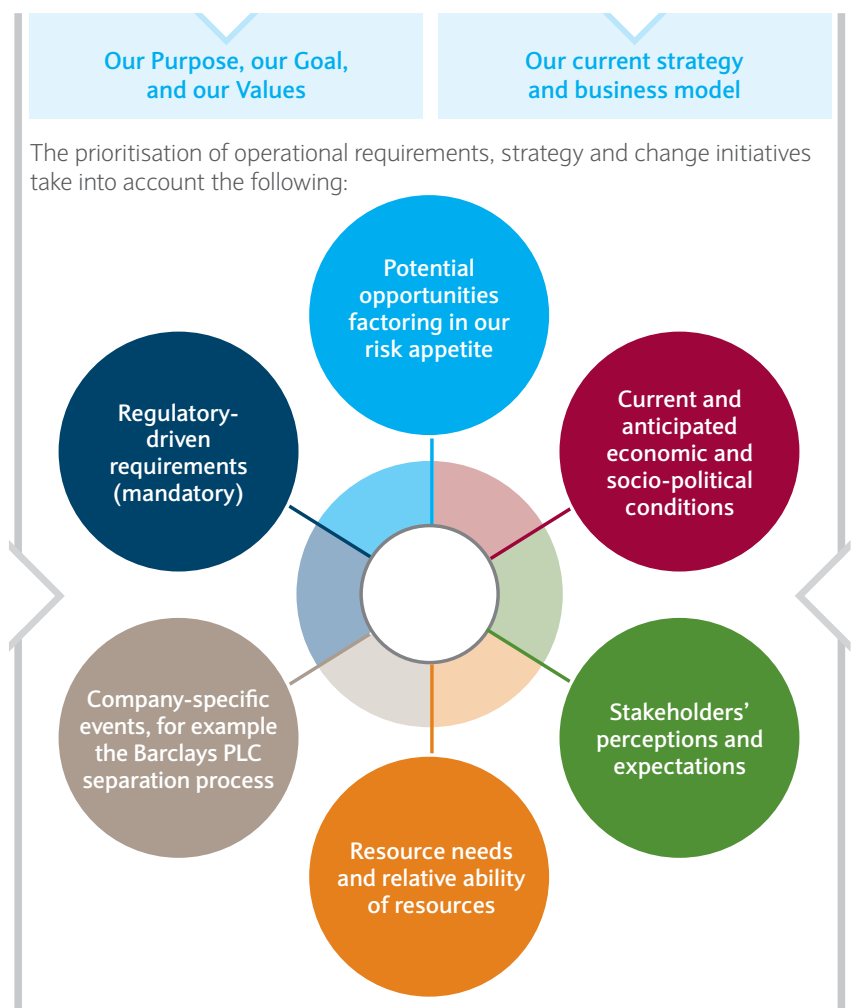 Our Purpose, our Goal,
and our Values
Our current strategy
and business model
The prioritisation of operational requirements, strategy and change initiatives
take into account the following:
Potential
opportunities
factoring in our
risk appetite
Current and
anticipated
economic and
socio-political
conditions
Stakeholders’
perceptions and
expectations
Resource needs
and relative ability
of resources
Company-specific
events, for example
the Barclays PLC
separation process
Regulatory-
driven
requirements
(mandatory)